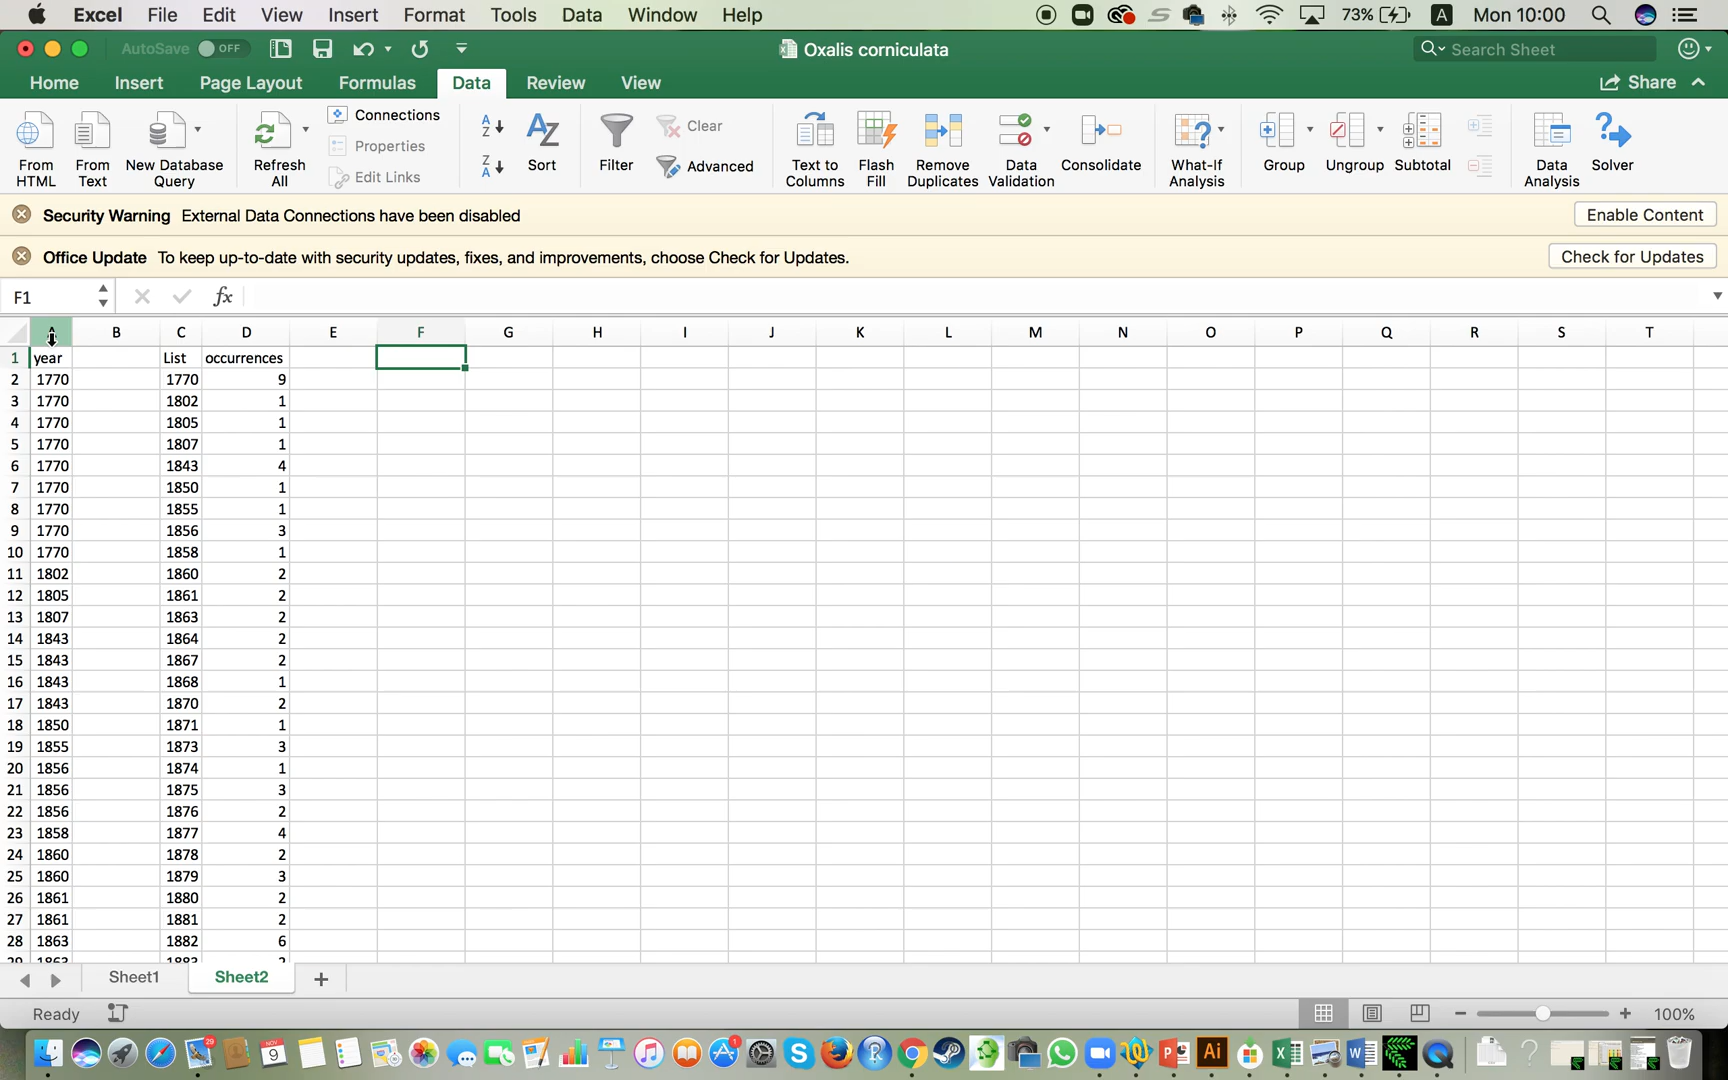 Excel File Edit View Insert Format Tools Data Window Help 73% A Mon 10:00
AutoSave OFF Oxalis corniculata Search Sheet
Home Insert Page Layout Formulas Data Review View Share
From HTML From Text New Database Query Refresh All Connections Properties Edit Links Sort Filter Clear Advanced Text to Columns Flash Fill Remove Duplicates Data Validation Consolidate What-If Analysis Group Ungroup Subtotal Data Analysis Solver
Security Warning External Data Connections have been disabled Enable Content
Office Update To keep up-to-date with security updates, fixes, and improvements, choose Check for Updates. Check for Updates
F1 fx
A B C D E F G H I J K L M N O P Q R S T
1 year List occurrences
2 1770 1770 9
3 1770 1802 1
4 1770 1805 1
5 1770 1807 1
6 1770 1843 4
7 1770 1850 1
8 1770 1855 1
9 1770 1856 3
10 1770 1858 1
11 1802 1860 2
12 1805 1861 2
13 1807 1863 2
14 1843 1864 2
15 1843 1867 2
16 1843 1868 1
17 1843 1870 2
18 1850 1871 1
19 1855 1873 3
20 1856 1874 1
21 1856 1875 3
22 1856 1876 2
23 1858 1877 4
24 1860 1878 2
25 1860 1879 3
26 1861 1880 2
27 1861 1881 2
28 1863 1882 6
29 1863 1883 2
Sheet1 Sheet2 +
Ready 100%